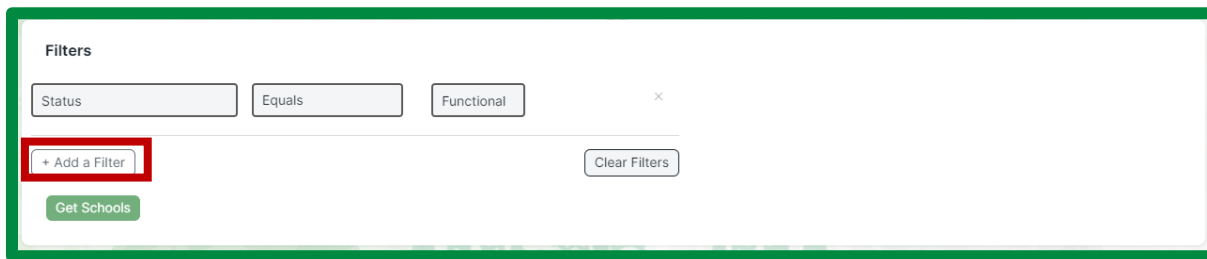 Filters
Status Equals Functional ×
+ Add a Filter Clear Filters
Get Schools